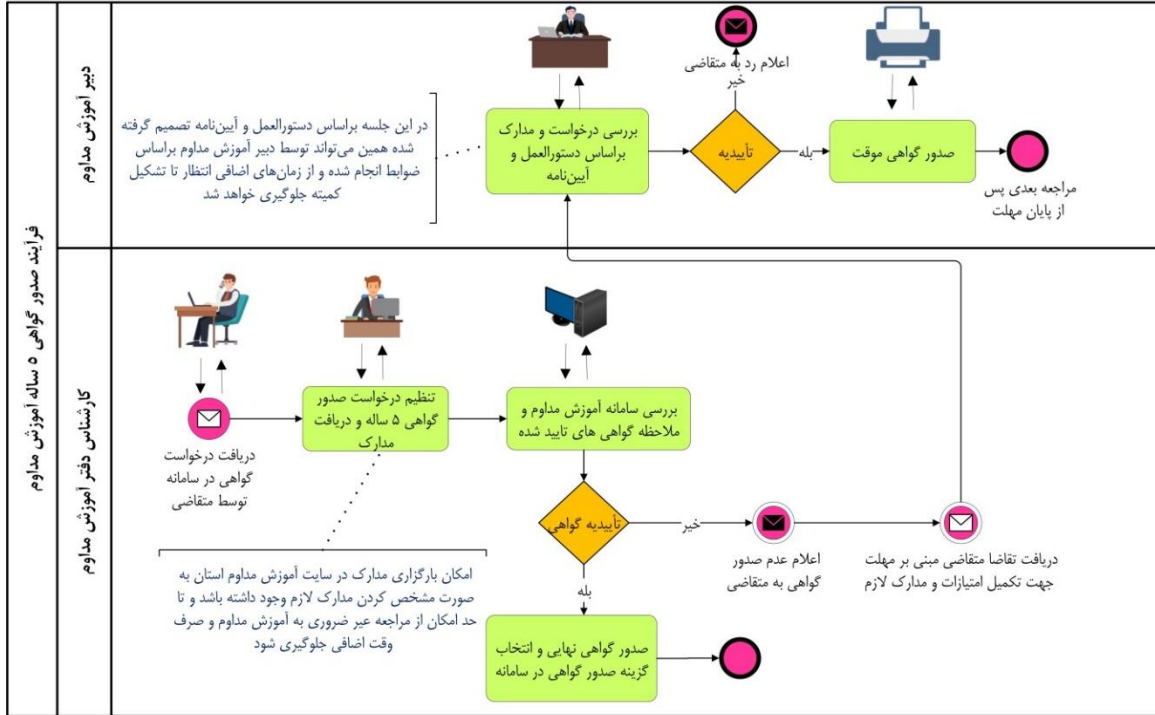 فرآیند صدور گواهی ۵ ساله آموزش مداوم
دبیر آموزش مداوم
در این جلسه براساس دستورالعمل و آیین‌نامه تصمیم گرفته
شده همین می‌تواند توسط دبیر آموزش مداوم براساس
ضوابط انجام شده و از زمان‌های اضافی انتظار تا تشکیل
کمیته جلوگیری خواهد شد
بررسی درخواست و مدارک
براساس دستورالعمل و
آیین‌نامه
تأییدیه
خیر
اعلام رد به متقاضی
بله
صدور گواهی موقت
مراجعه بعدی پس
از پایان مهلت
کارشناس دفتر آموزش مداوم
دریافت درخواست
گواهی در سامانه
توسط متقاضی
تنظیم درخواست صدور
گواهی ۵ ساله و دریافت
مدارک
امکان بارگزاری مدارک در سایت آموزش مداوم استان به
صورت مشخص کردن مدارک لازم وجود داشته باشد و تا
حد امکان از مراجعه عیر ضروری به آموزش مداوم و صرف
وقت اضافی جلوگیری شود
بررسی سامانه آموزش مداوم و
ملاحظه گواهی های تایید شده
تأییدیه گواهی
خیر
اعلام عدم صدور
گواهی به متقاضی
دریافت تقاضا متقاضی مبنی بر مهلت
جهت تکمیل امتیازات و مدارک لازم
بله
صدور گواهی نهایی و انتخاب
گزینه صدور گواهی در سامانه